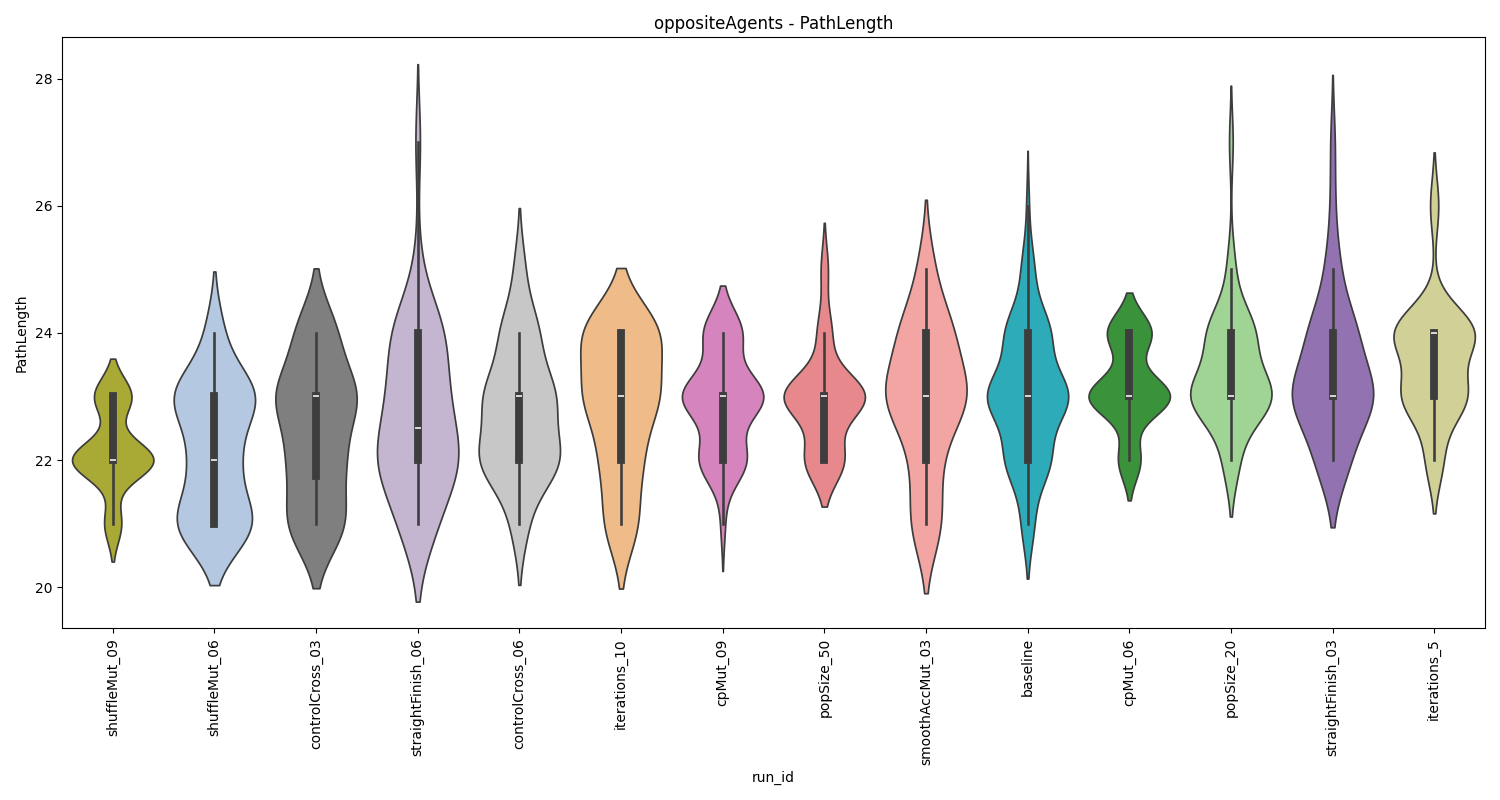 oppositeAgents - PathLength
PathLength
28
26
24
22
20
shuffleMut_09
shuffleMut_06
controlCross_03
straightFinish_06
controlCross_06
iterations_10
cpMut_09
popSize_50
smoothAccMut_03
baseline
cpMut_06
popSize_20
straightFinish_03
iterations_5
run_id